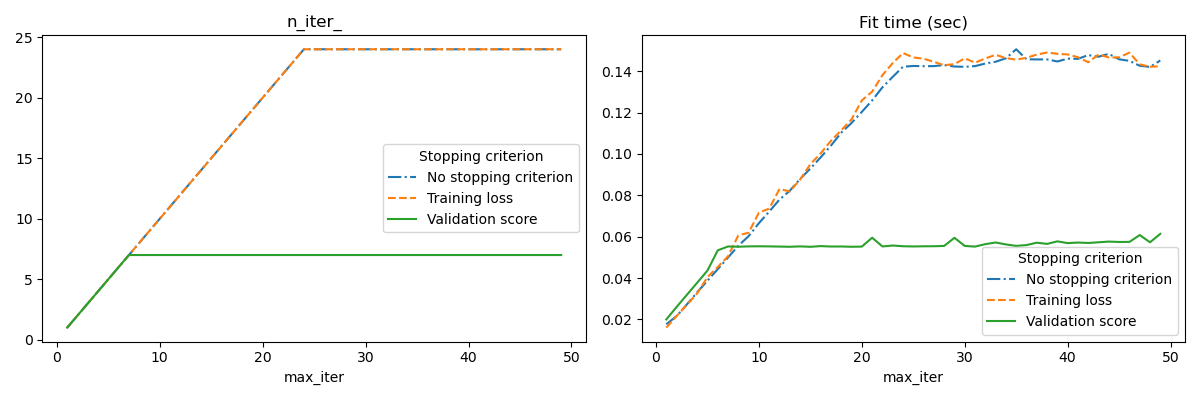 n_iter_
25
20
15
10
5
0
0
10
20
30
40
50
max_iter
Stopping criterion
No stopping criterion
Training loss
Validation score
Fit time (sec)
0.14
0.12
0.10
0.08
0.06
0.04
0.02
0
10
20
30
40
50
max_iter
Stopping criterion
No stopping criterion
Training loss
Validation score